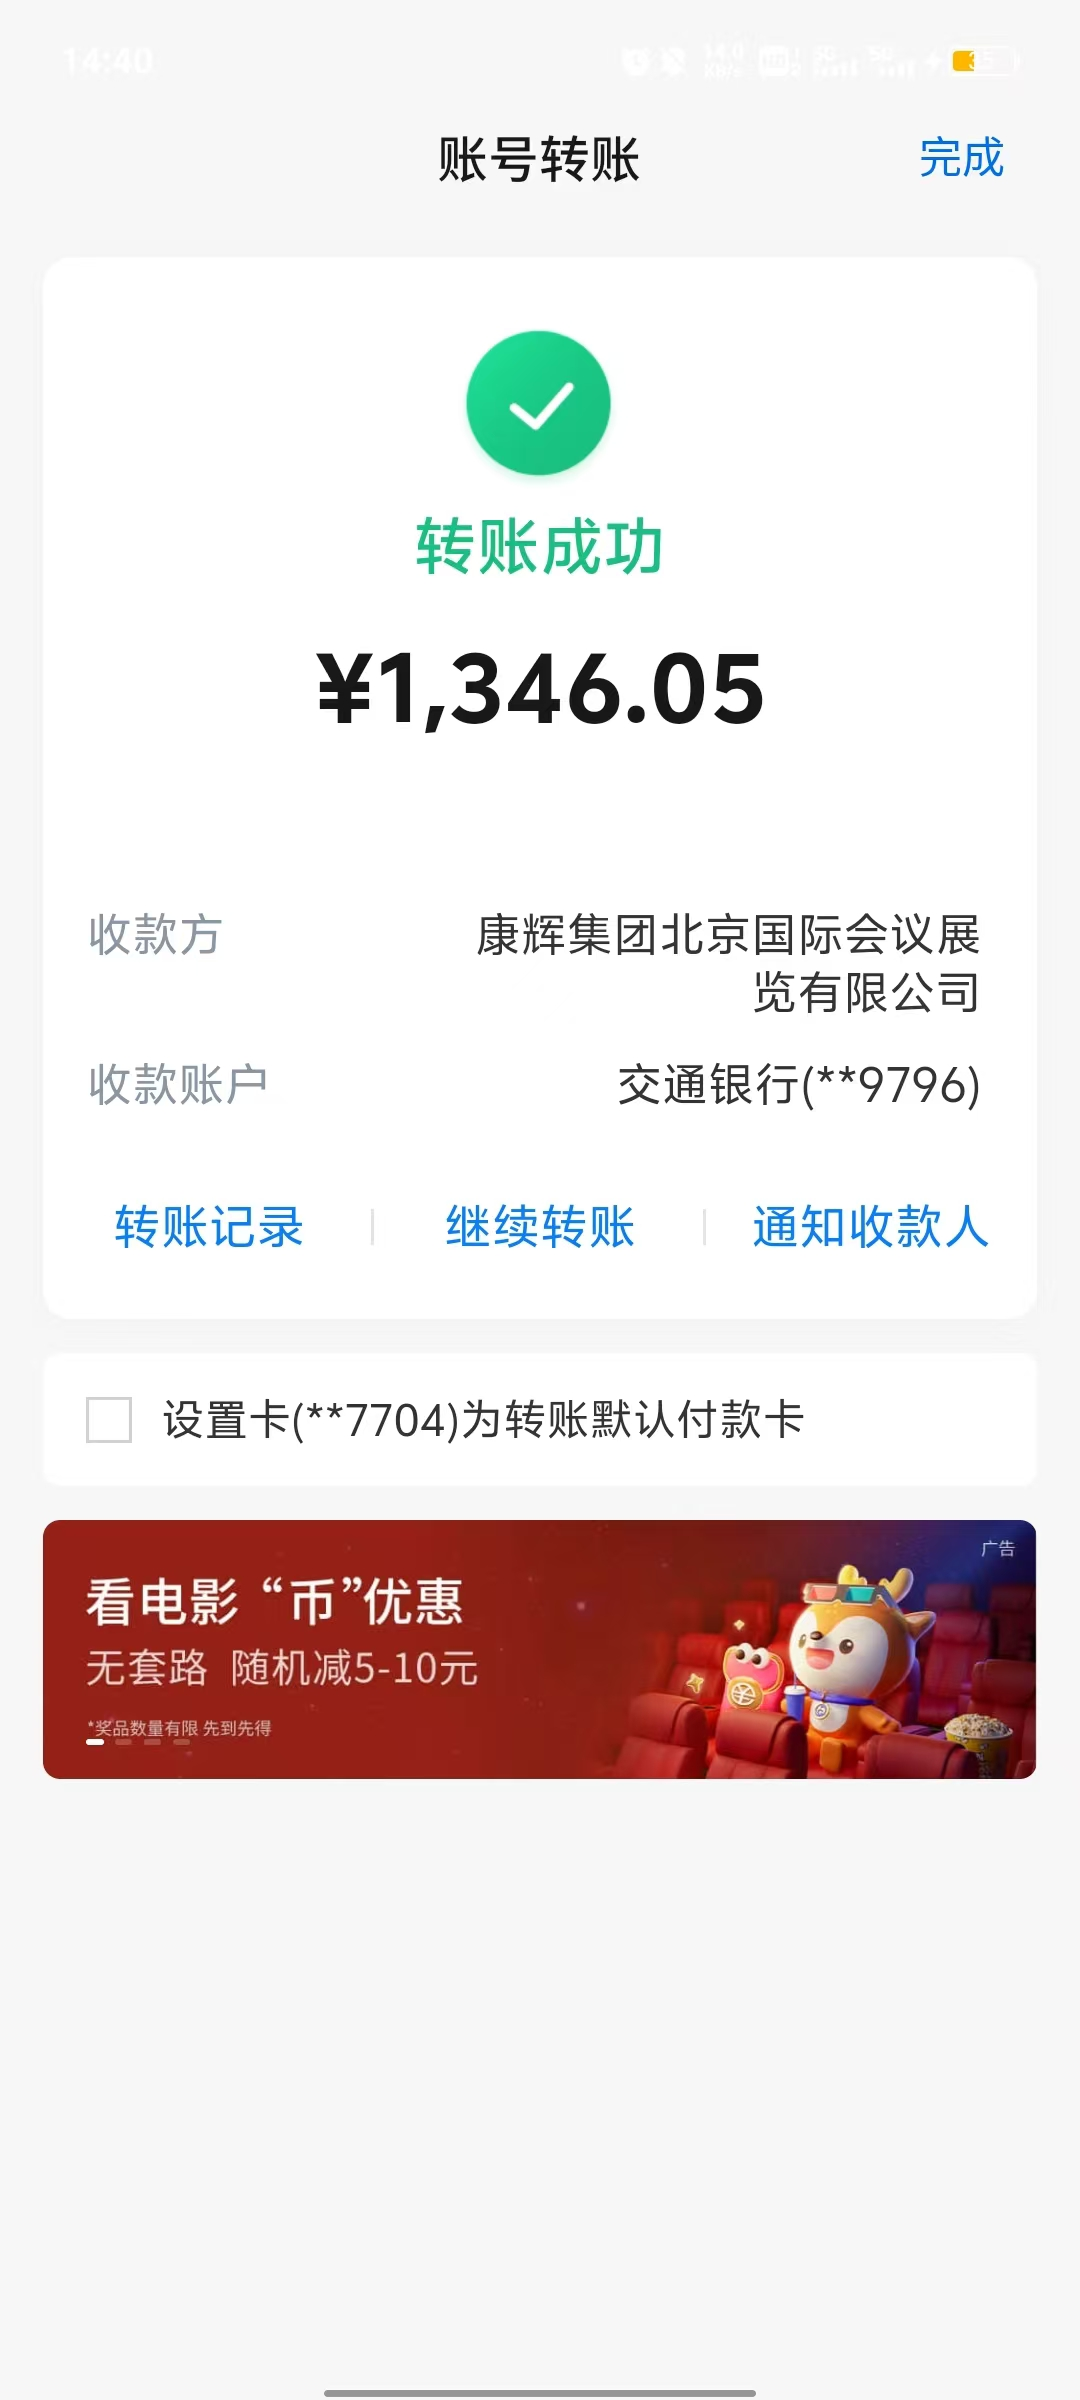 14:40
35
账号转账
完成
转账成功
¥1,346.05
收款方
康辉集团北京国际会议展
览有限公司
收款账户
交通银行(**9796)
转账记录
继续转账
通知收款人
设置卡(**7704)为转账默认付款卡
广告
看电影“币”优惠
无套路 随机减5-10元
*奖品数量有限 先到先得